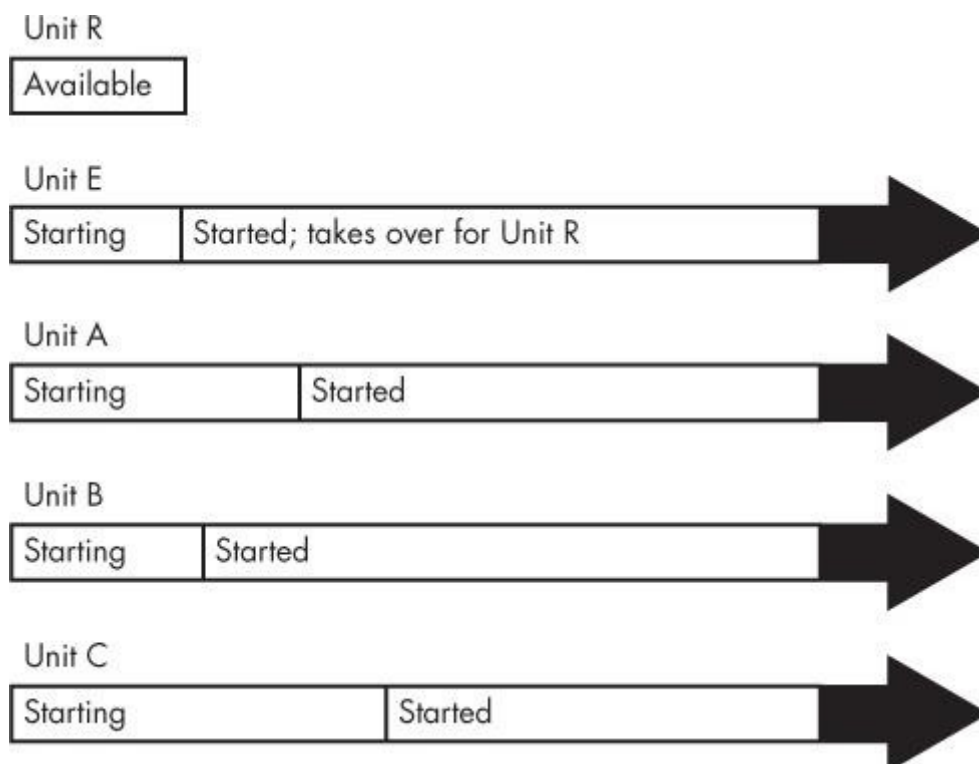 Unit R
Available
Unit E
Starting Started; takes over for Unit R
Unit A
Starting Started
Unit B
Starting Started
Unit C
Starting Started